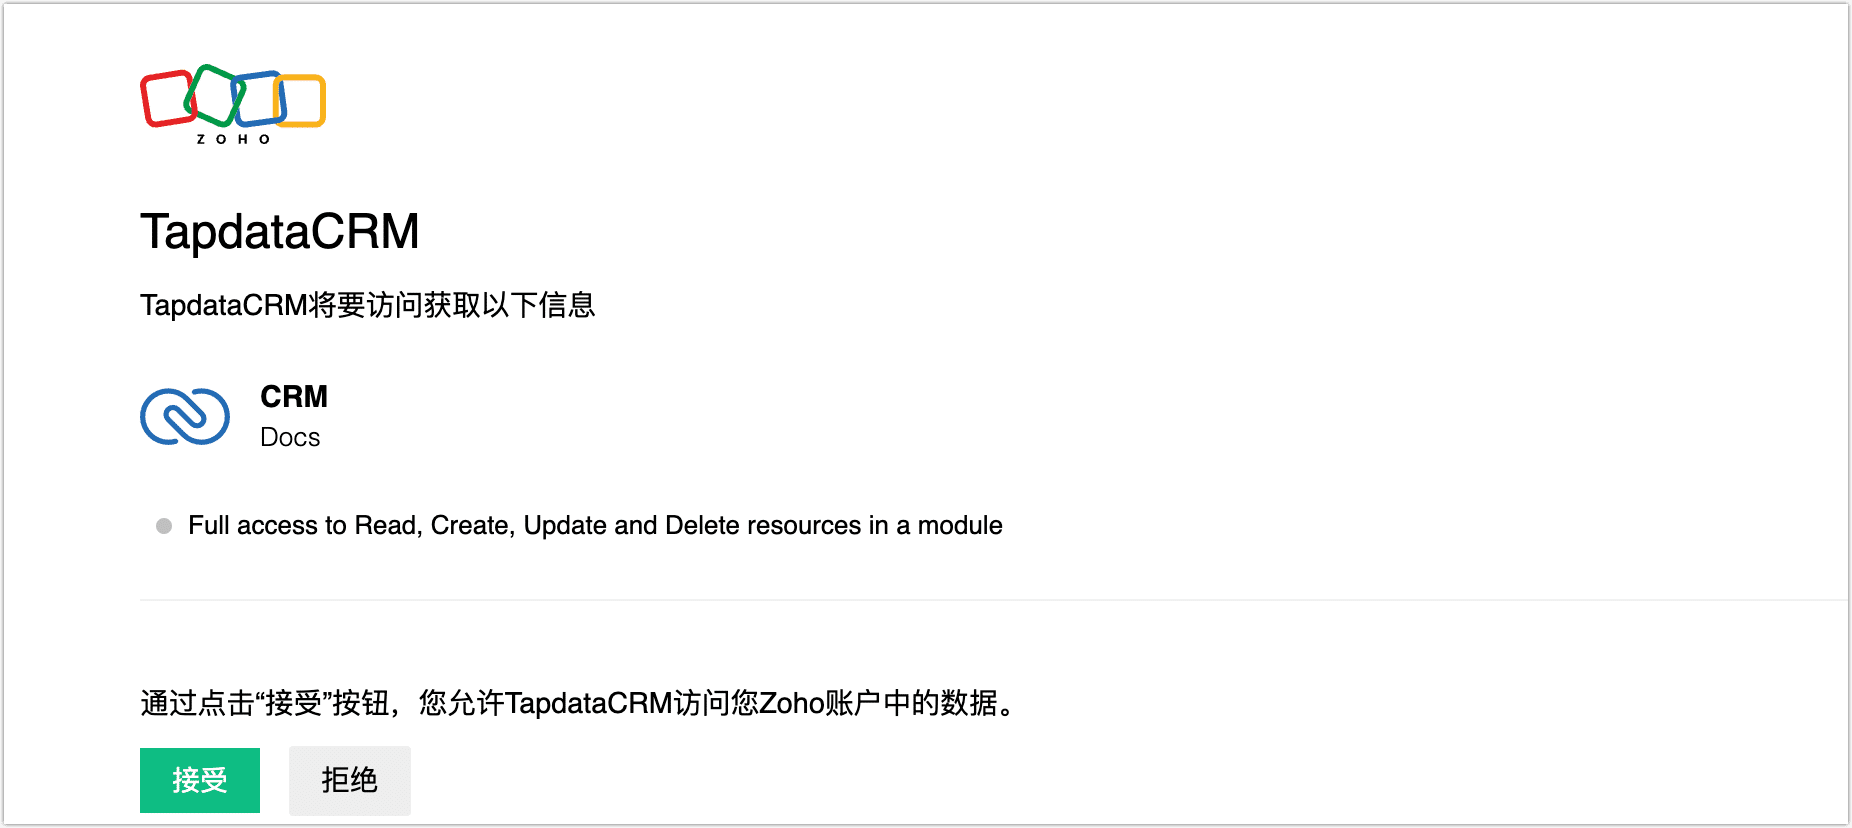 ZOHO
TapdataCRM
TapdataCRM将要访问获取以下信息
CRM
Docs
Full access to Read, Create, Update and Delete resources in a module
通过点击“接受”按钮，您允许TapdataCRM访问您Zoho账户中的数据。
接受 拒绝